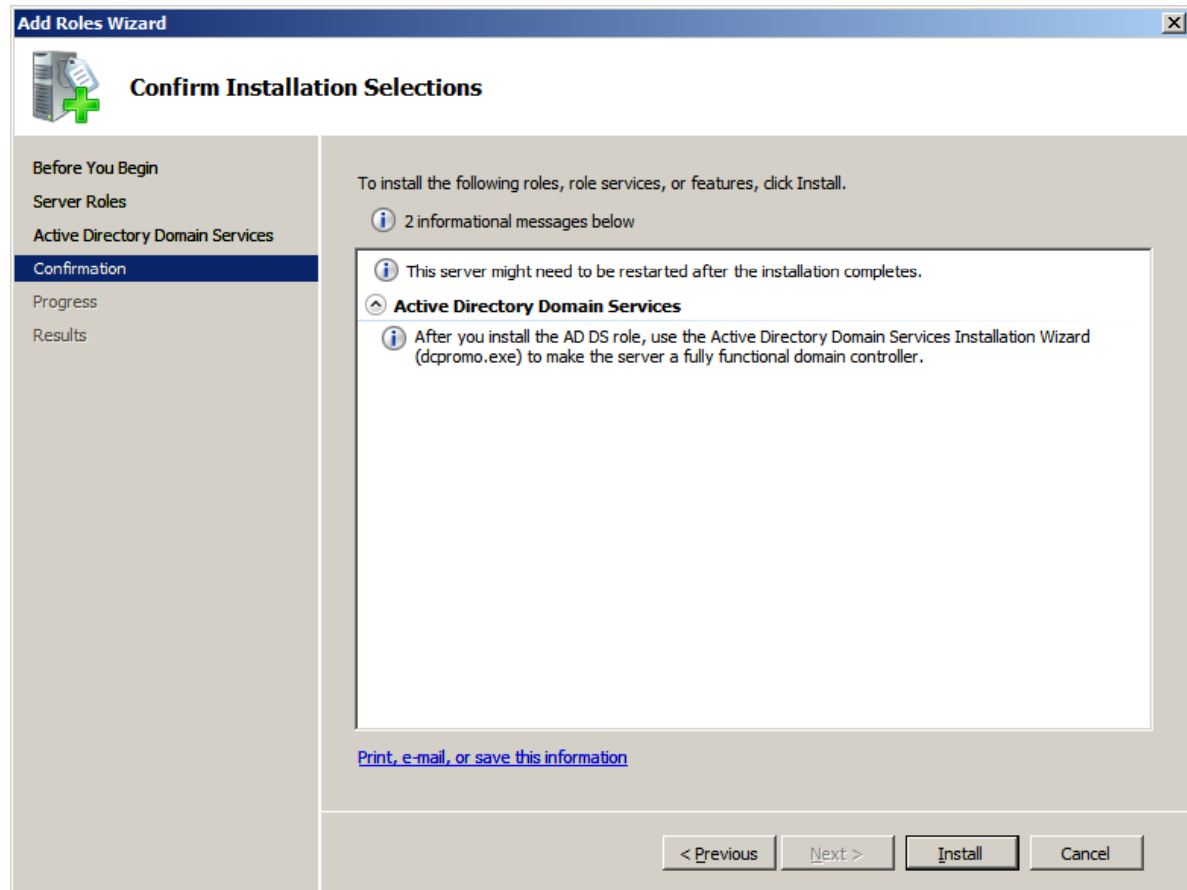 Add Roles Wizard
Confirm Installation Selections
Before You Begin
Server Roles
Active Directory Domain Services
Confirmation
Progress
Results
To install the following roles, role services, or features, click Install.
2 informational messages below
This server might need to be restarted after the installation completes.
Active Directory Domain Services
After you install the AD DS role, use the Active Directory Domain Services Installation Wizard
(dcpromo.exe) to make the server a fully functional domain controller.
Print, e-mail, or save this information
< Previous Next > Install Cancel